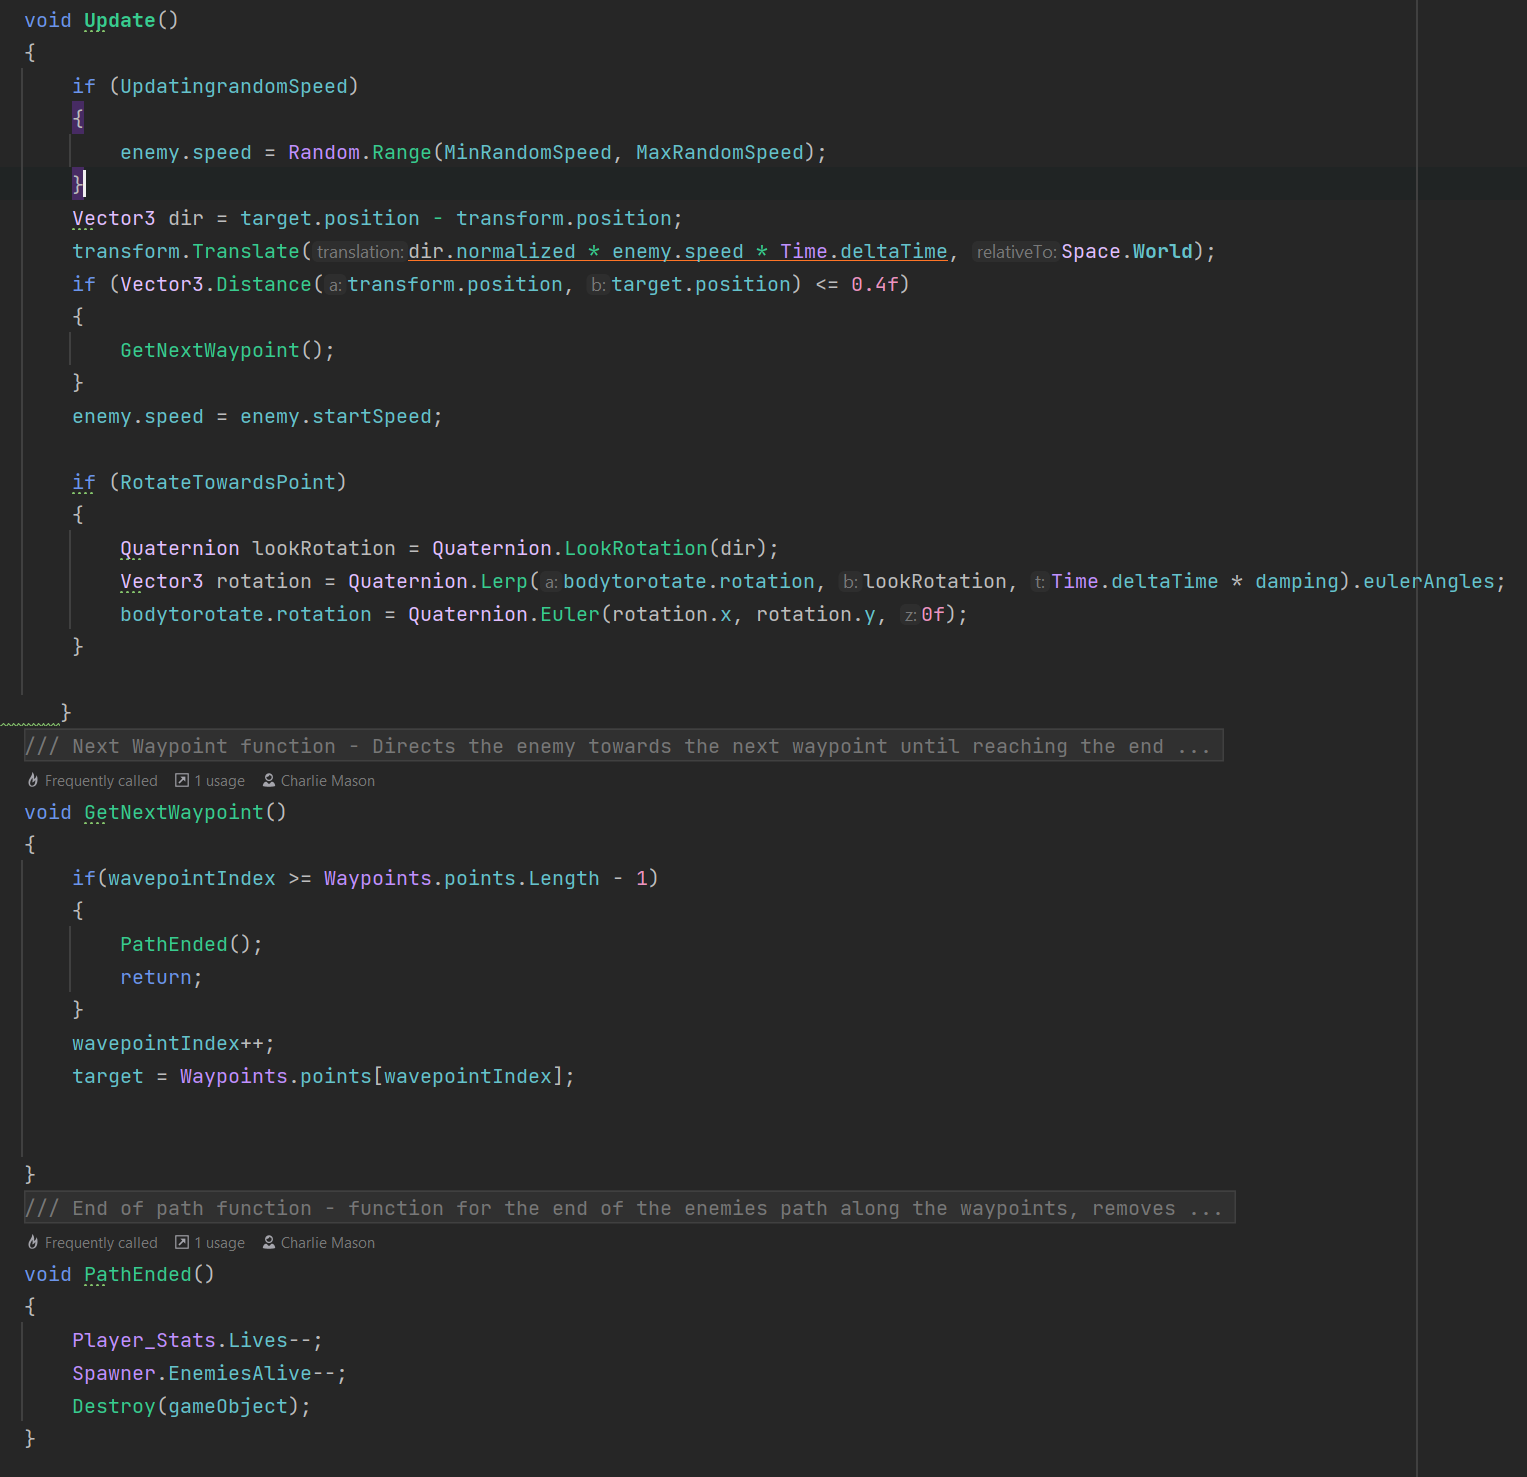 void Update()
{
if (UpdatingrandomSpeed)
{
enemy.speed = Random.Range(MinRandomSpeed, MaxRandomSpeed);
}
Vector3 dir = target.position - transform.position;
transform.Translate(translation: dir.normalized * enemy.speed * Time.deltaTime, relativeTo: Space.World);
if (Vector3.Distance(a: transform.position, b: target.position) <= 0.4f)
{
GetNextWaypoint();
}
enemy.speed = enemy.startSpeed;
if (RotateTowardsPoint)
{
Quaternion lookRotation = Quaternion.LookRotation(dir);
Vector3 rotation = Quaternion.Lerp(a: bodytorotate.rotation, b: lookRotation, t: Time.deltaTime * damping).eulerAngles;
bodytorotate.rotation = Quaternion.Euler(rotation.x, rotation.y, z: 0f);
}
}
/// Next Waypoint function - Directs the enemy towards the next waypoint until reaching the end ...
Frequently called 1 usage Charlie Mason
void GetNextWaypoint()
{
if(wavepointIndex >= Waypoints.points.Length - 1)
{
PathEnded();
return;
}
wavepointIndex++;
target = Waypoints.points[wavepointIndex];
}
/// End of path function - function for the end of the enemies path along the waypoints, removes ...
Frequently called 1 usage Charlie Mason
void PathEnded()
{
Player_Stats.Lives--;
Spawner.EnemiesAlive--;
Destroy(gameObject);
}